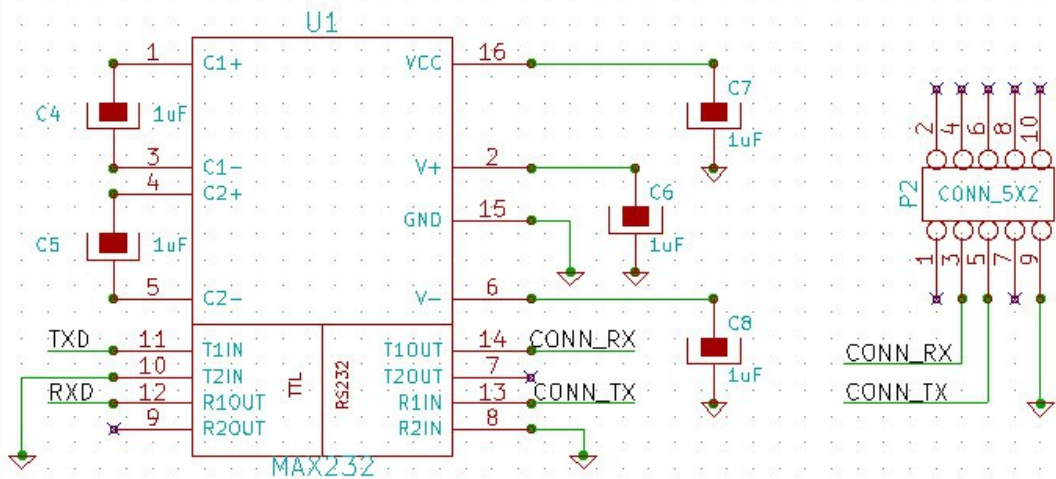 U1
1 C1+ VCC 16
C4 1uF
C7
1uF
3 C1- V+ 2
4 C2+
C6
1uF
GND 15
C5 1uF
5 C2- V- 6
C8
1uF
TXD 11 T1IN T1OUT 14 CONN_RX
10 T2IN T2OUT 7
RXD 12 R1OUT R1IN 13 CONN_TX
9 R2OUT R2IN 8
TTL RS232
MAX232
2 4 6 8 10
P2 CONN_5X2
1 3 5 7 9
CONN_RX
CONN_TX